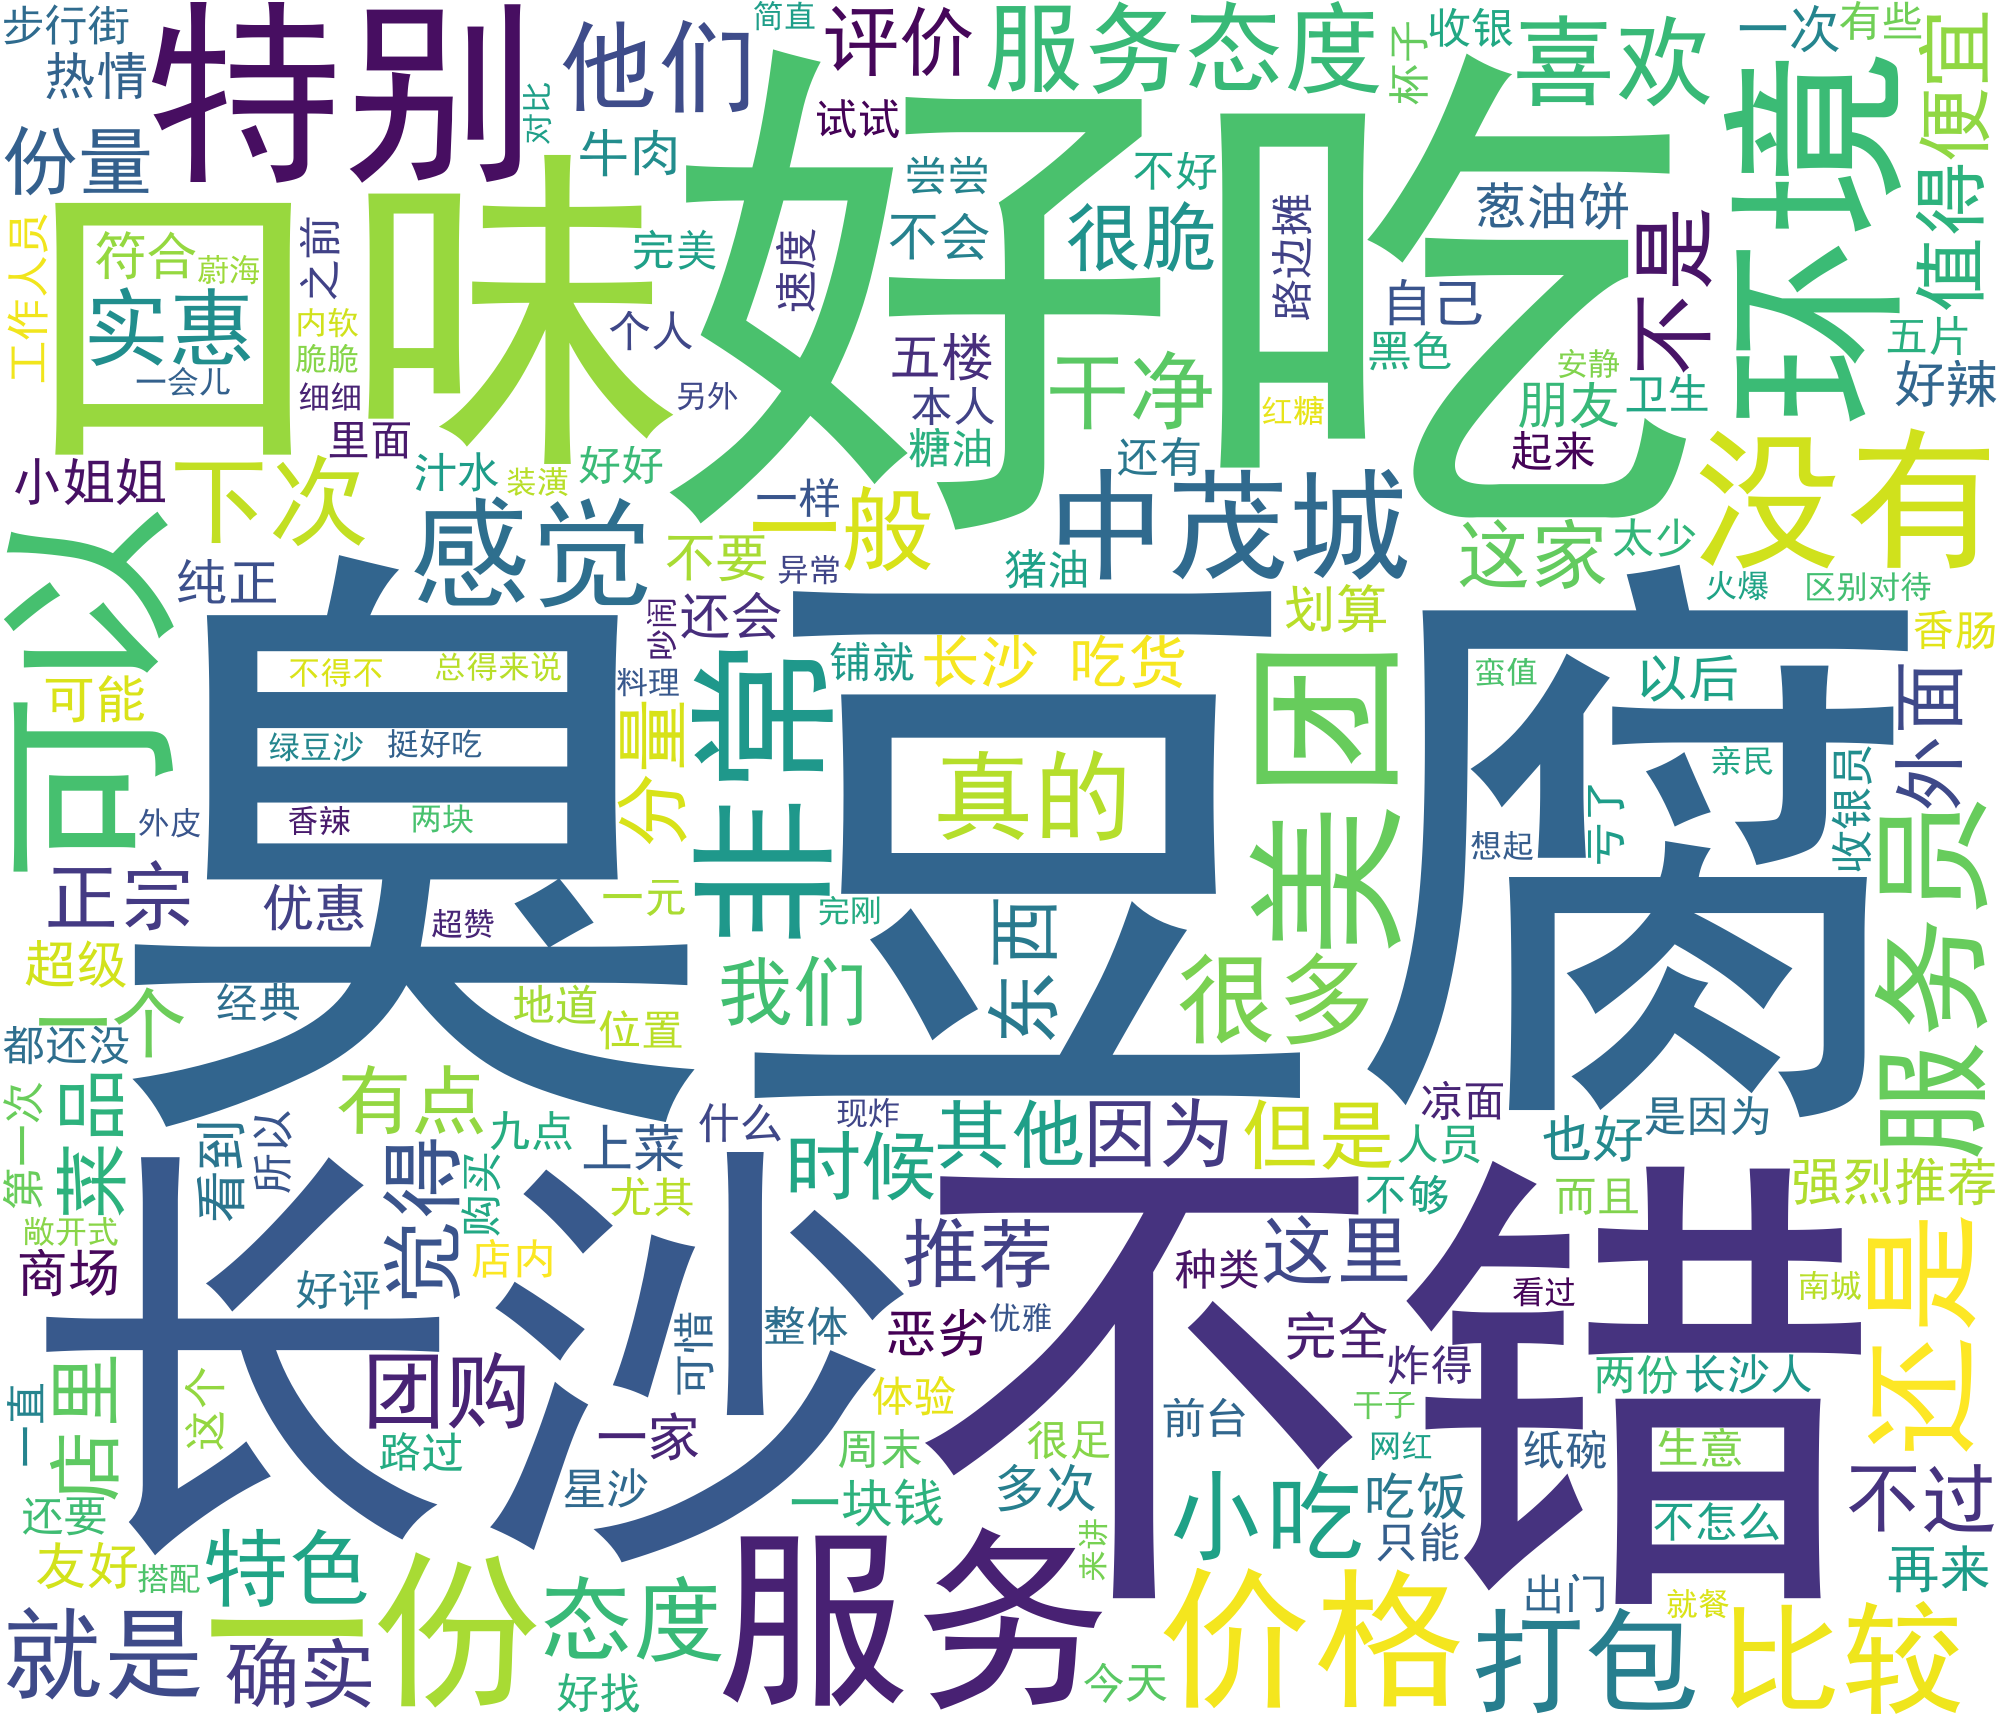 步行街
热情
特别
他们
简直
评价
服务态度
杯子
收银
喜欢
一次
有些
便宜
对比
试试
好吃
环境
份量
牛肉
尝尝
不好
很脆
路边摊
葱油饼
不是
值得
工作人员
口味
符合
蔚海
之前
实惠
完美
速度
不会
自己
内软
脆脆
一会儿
细细
个人
五楼
干净
黑色
安静
朋友
卫生
五片
好辣
另外
本人
红糖
里面
糖油
还有
起来
没有
小姐姐
下次
汁水
装潢
好好
一样
一般
中茂城
可以
感觉
不要
异常
猪油
这家
太少
纯正
臭豆腐
吵闹
还会
划算
火爆
区别对待
香肠
不得不
总得来说
料理
非常
铺就
长沙
吃货
美团
蛮值
以后
外面
可能
分量
绿豆沙
挺好吃
真的
亲民
收银员
外皮
香辣
两块
想起
亏了
服务员
正宗
优惠
超赞
一元
完刚
东西
超级
一个
经典
地道
位置
我们
很多
都还没
第一次
菜品
有点
九点
上菜
什么
现炸
其他
因为
但是
凉面
人员
也好
是因为
看到
所以
觉得
购买
尤其
时候
不错
不够
而且
强烈推荐
敞开式
商场
长沙
店内
推荐
种类
这里
看过
南城
还是
好评
可惜
整体
恶劣
优雅
完全
炸得
两份
长沙人
一直
店里
这个
团购
路过
一家
体验
前台
干子
网红
纸碗
生意
不过
星沙
周末
很足
多次
还要
一块钱
来讲
小吃
吃饭
只能
不怎么
再来
友好
搭配
特色
一份
态度
服务
价格
出门
就餐
就是
确实
好找
今天
打包
比较